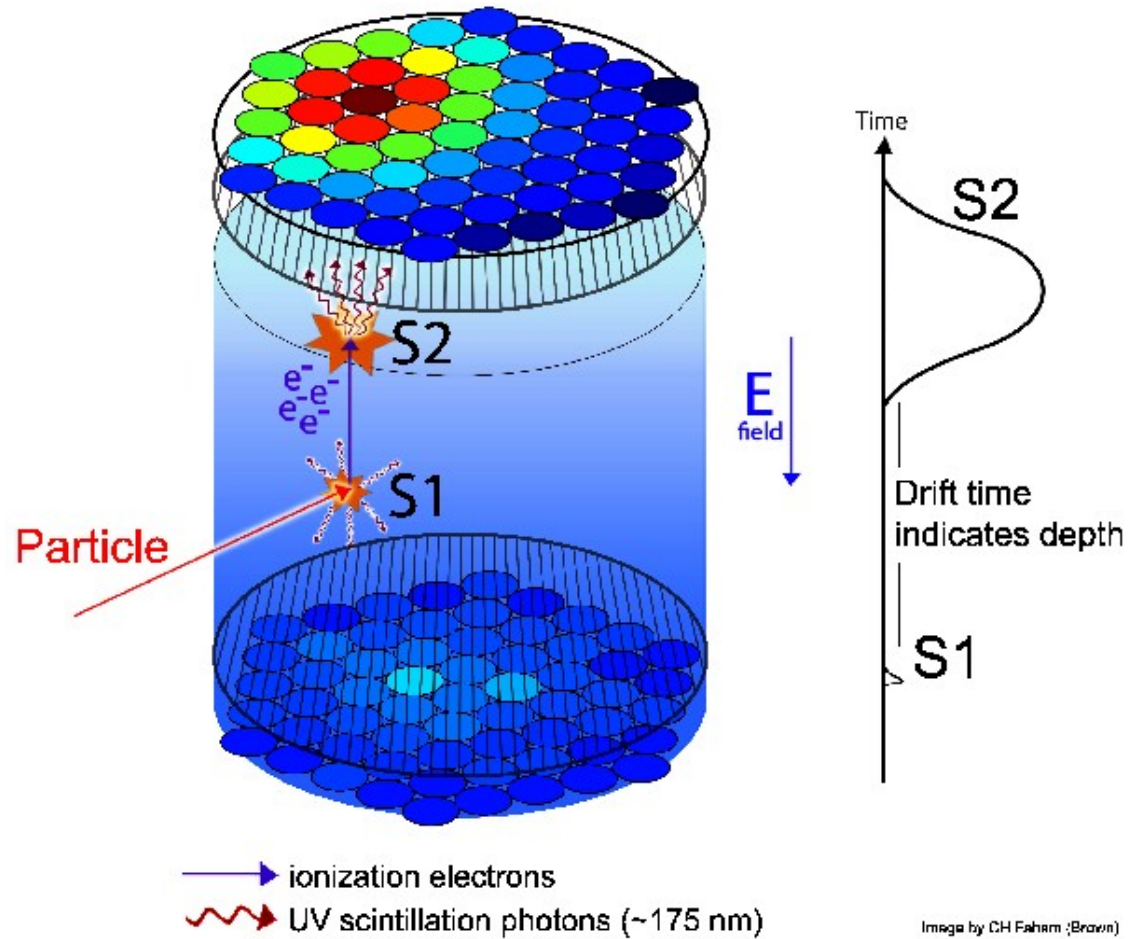 Time
S2
S2
e-
e- e-
e- e-
E
field
S1
Drift time
indicates depth
Particle
S1
ionization electrons
UV scintillation photons (~175 nm)
Image by CH Faham (Brown)